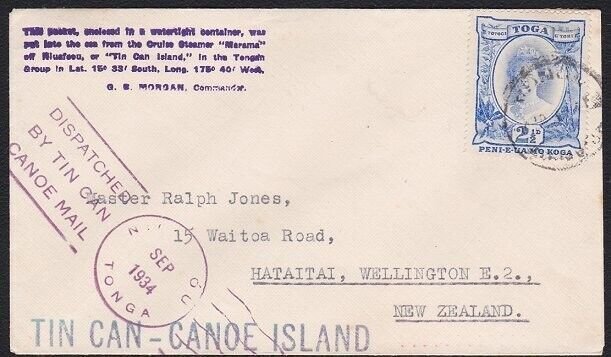 This packet, enclosed in a watertight container, was
put into the sea from the Cruise Steamer "Marama"
off Niuafoou, or "Tin Can Island," in the Tongan
Group in Lat. 15° 33' South, Long. 175° 40' West.
G. B. MORGAN, Commander.
TOGA
2½D
PENI-E-UA MO KOGA
DISPATCHED
BY TIN CAN
CANOE MAIL
Master Ralph Jones,
15 Waitoa Road,
HATAITAI, WELLINGTON E.2.,
NEW ZEALAND.
SEP
1934
TONGA
TIN CAN-CANOE ISLAND